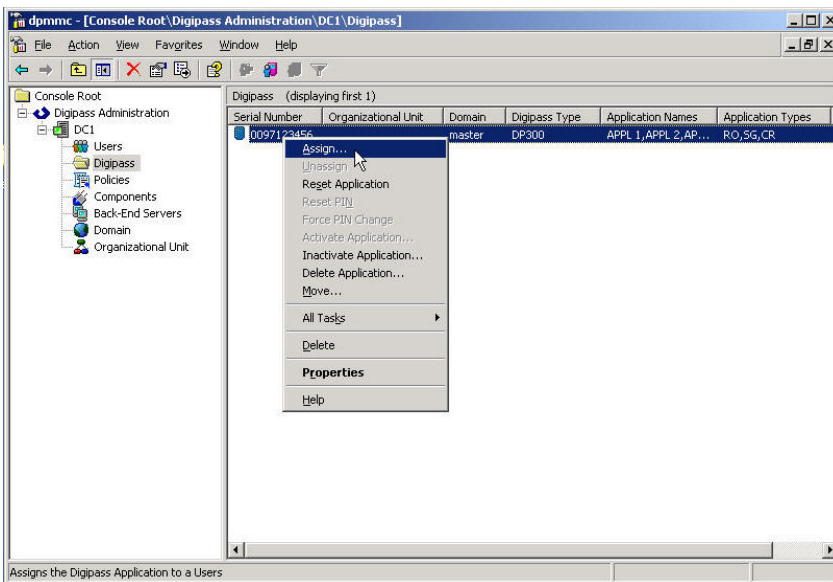 dpmmc - [Console Root\Digipass Administration\DC1\Digipass]
File Action View Favorites Window Help
Console Root
Digipass Administration
DC1
Users
Digipass
Policies
Components
Back-End Servers
Domain
Organizational Unit
Digipass (displaying first 1)
Serial Number Organizational Unit Domain Digipass Type Application Names Application Types
0097123456 master DP300 APPL 1,APPL 2,AP... RO,SG,CR
Assign...
Unassign
Reset Application
Reset PIN
Force PIN Change
Activate Application...
Inactivate Application...
Delete Application...
Move...
All Tasks
Delete
Properties
Help
Assigns the Digipass Application to a Users